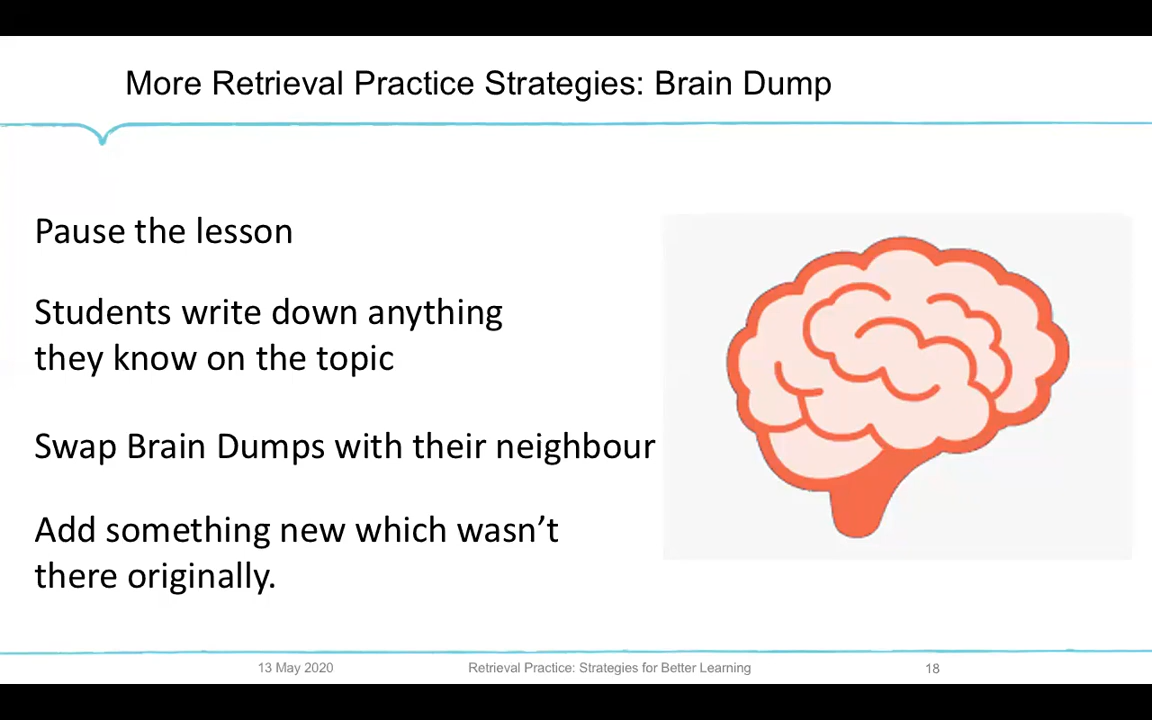 More Retrieval Practice Strategies: Brain Dump
Pause the lesson
Students write down anything
they know on the topic
Swap Brain Dumps with their neighbour
Add something new which wasn’t
there originally.
13 May 2020
Retrieval Practice: Strategies for Better Learning
18